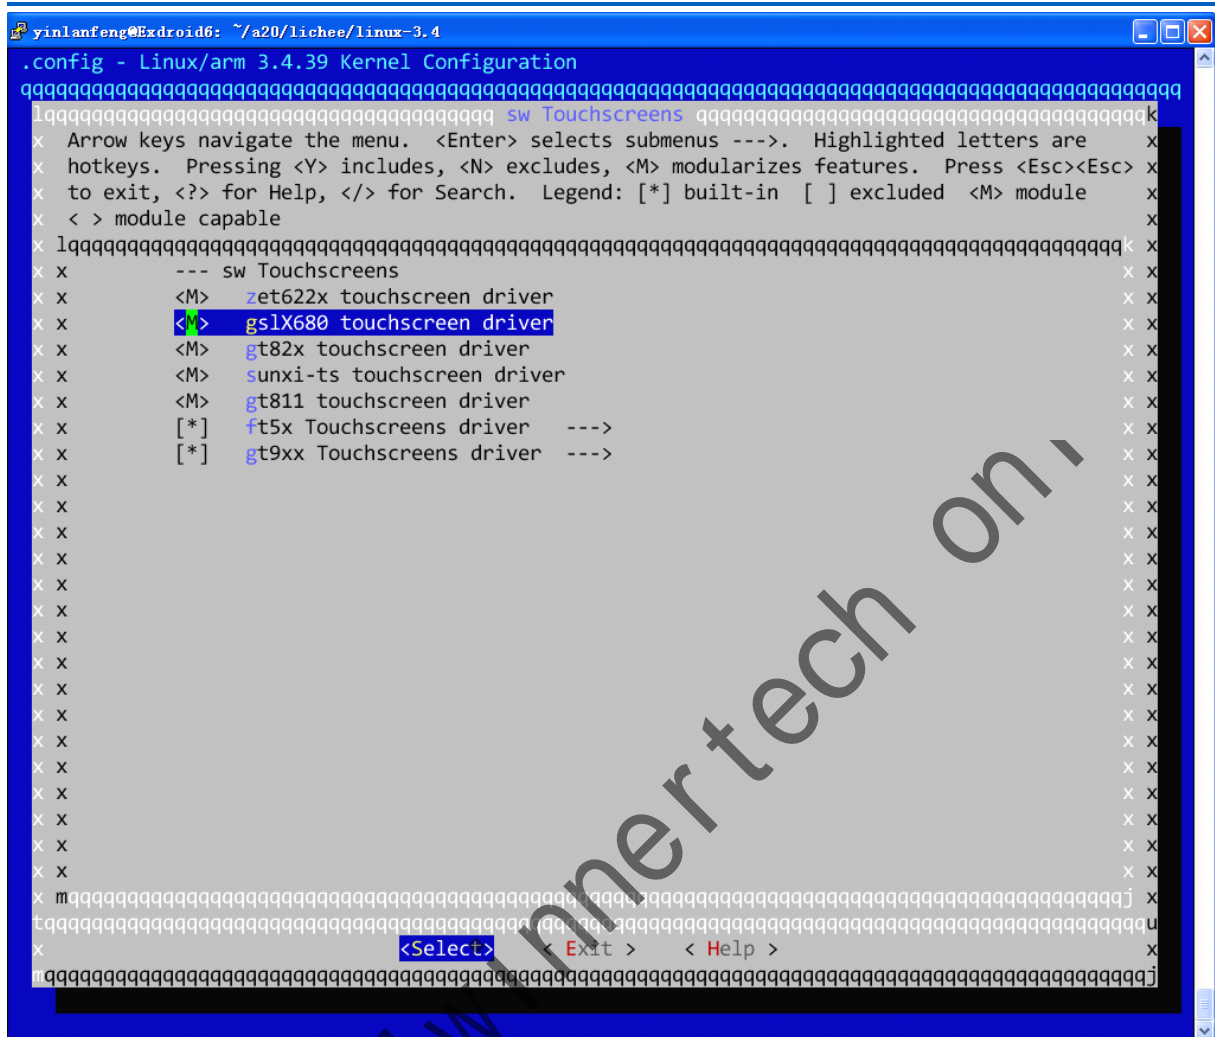 yinlanfeng@Exdroid6: ~/a20/lichee/linux-3.4
.config - Linux/arm 3.4.39 Kernel Configuration
sw Touchscreens
Arrow keys navigate the menu. <Enter> selects submenus --->. Highlighted letters are
hotkeys. Pressing <Y> includes, <N> excludes, <M> modularizes features. Press <Esc><Esc>
to exit, <?> for Help, </> for Search. Legend: [*] built-in [ ] excluded <M> module
< > module capable
--- sw Touchscreens
<M> zet622x touchscreen driver
<M> gslX680 touchscreen driver
<M> gt82x touchscreen driver
<M> sunxi-ts touchscreen driver
<M> gt811 touchscreen driver
[*] ft5x Touchscreens driver --->
[*] gt9xx Touchscreens driver --->
<Select> < Exit > < Help >